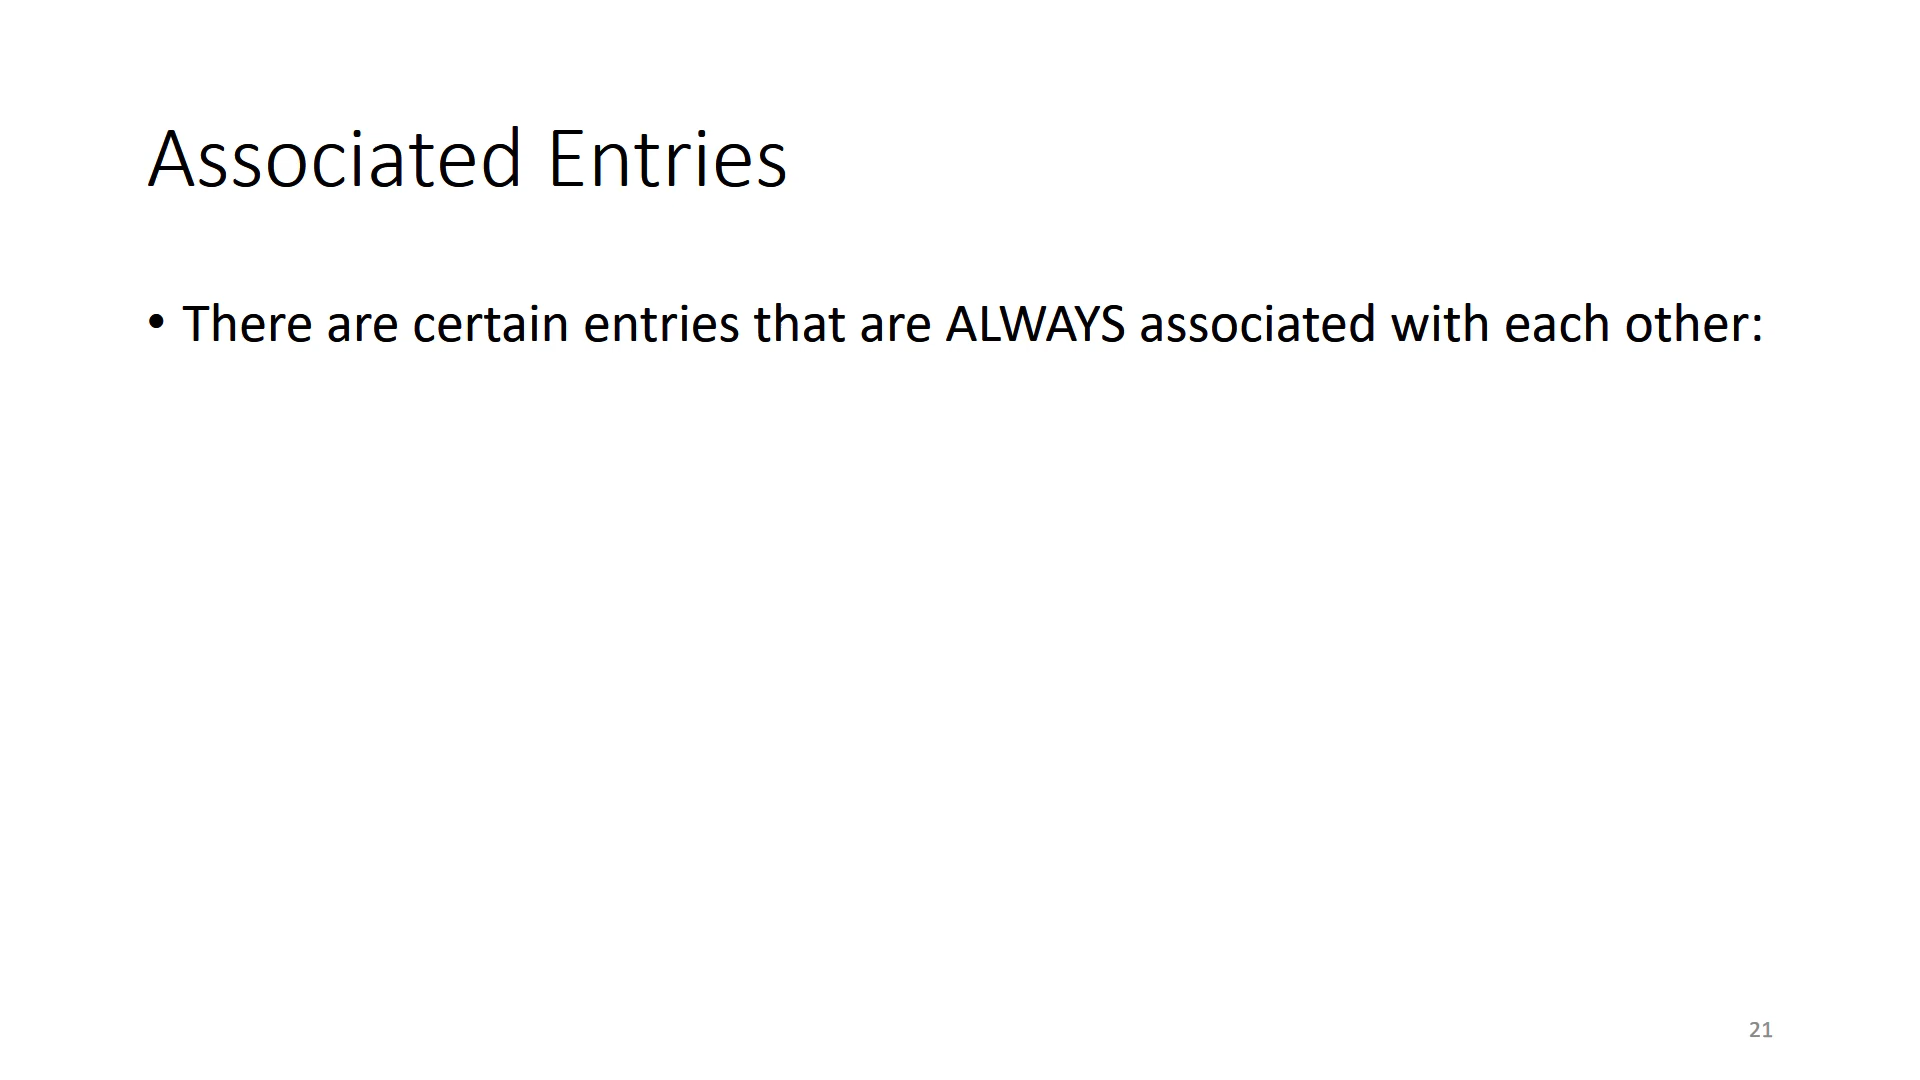 Associated Entries
• There are certain entries that are ALWAYS associated with each other:
21